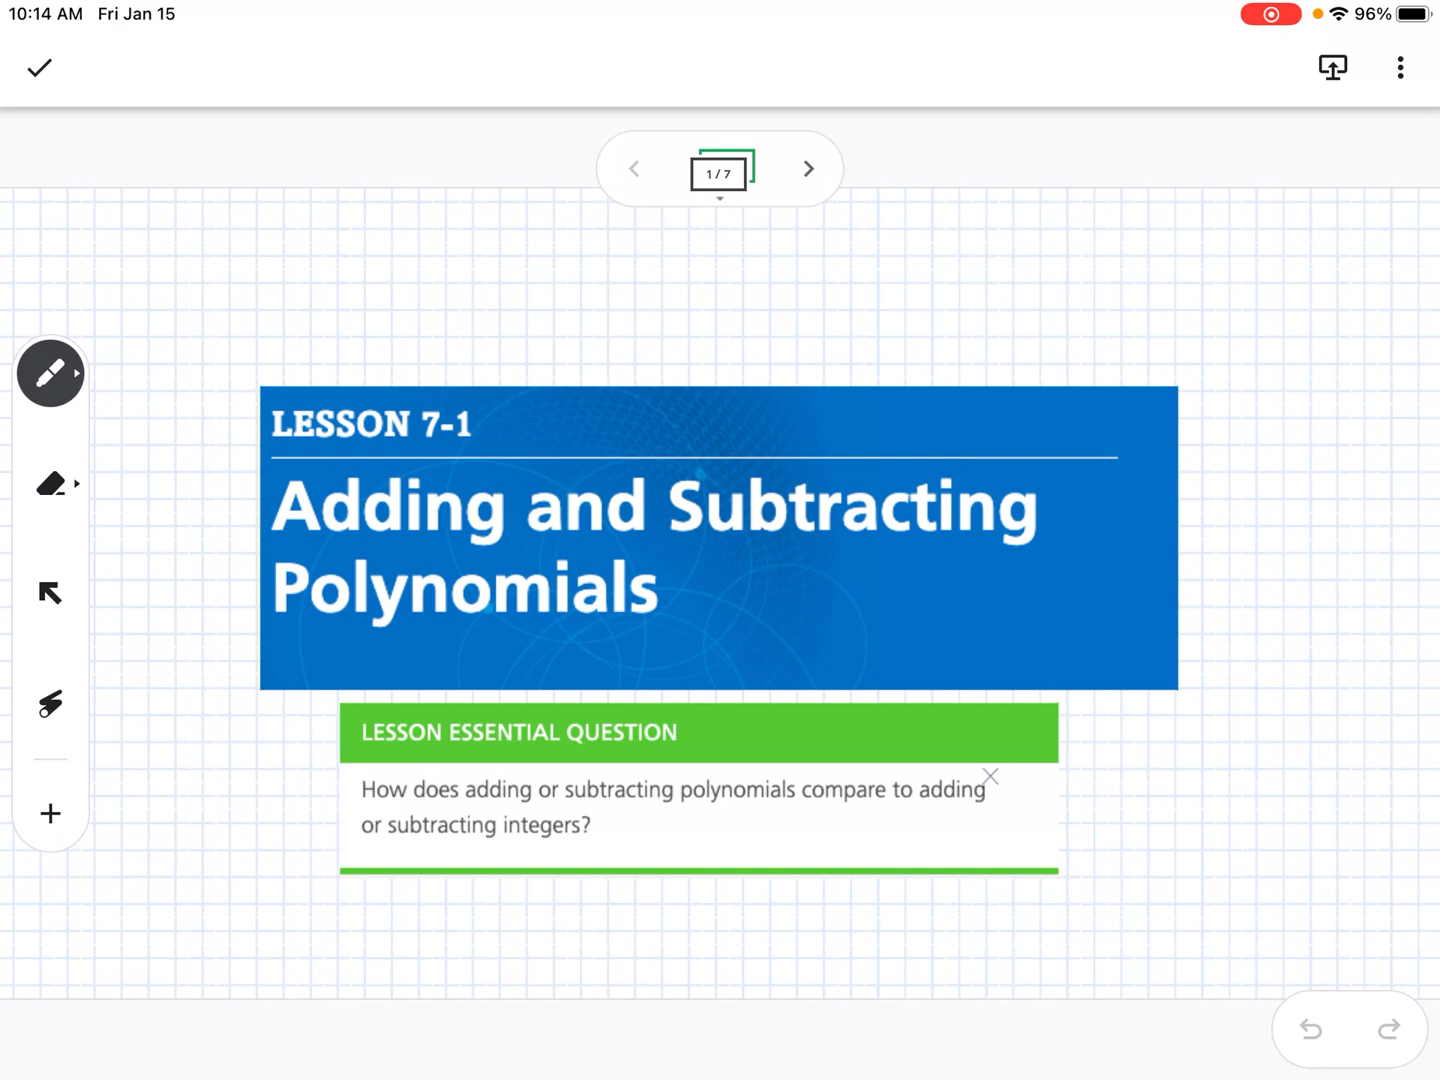 10:14 AM Fri Jan 15
96%
1 / 7
LESSON 7-1
Adding and Subtracting
Polynomials
LESSON ESSENTIAL QUESTION
How does adding or subtracting polynomials compare to adding
or subtracting integers?